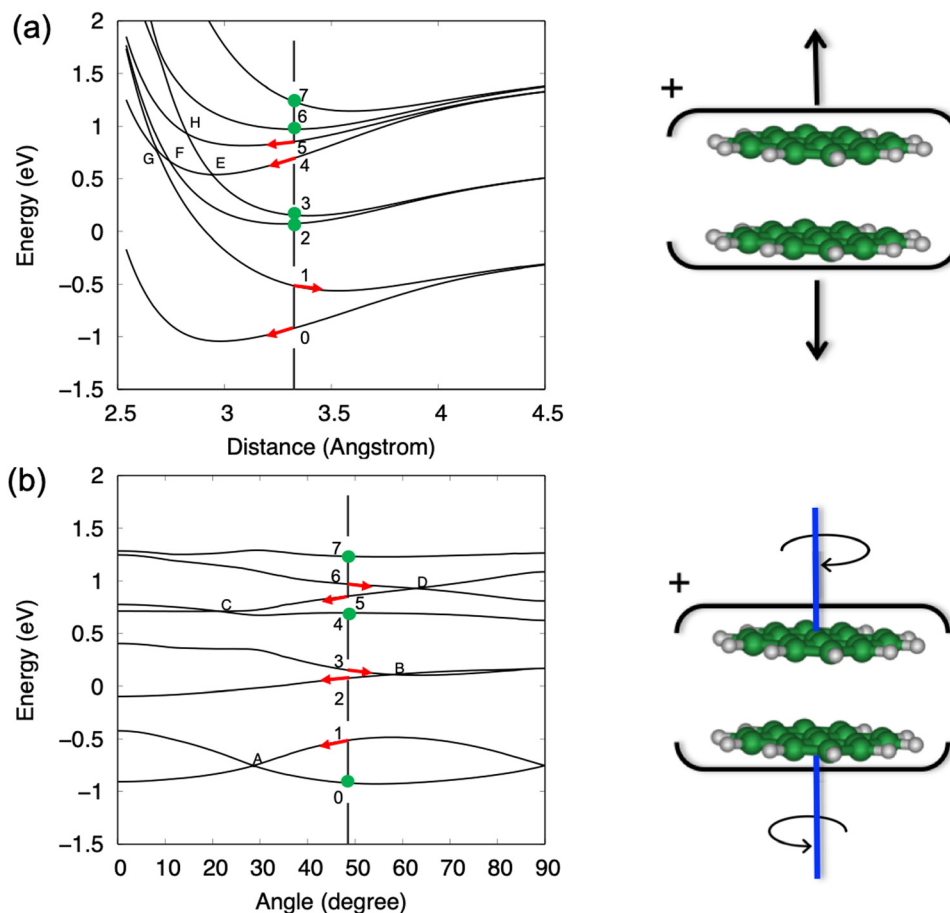 (a)
2
1.5
1
0.5
0
−0.5
−1
−1.5
Energy (eV)
7
6
5
4
3
2
1
0
H
G
F
E
2.5 3 3.5 4 4.5
Distance (Angstrom)
+
(b)
2
1.5
1
0.5
0
−0.5
−1
−1.5
Energy (eV)
7
6
D
5
C
4
3
B
2
1
A
0
0 10 20 30 40 50 60 70 80 90
Angle (degree)
+